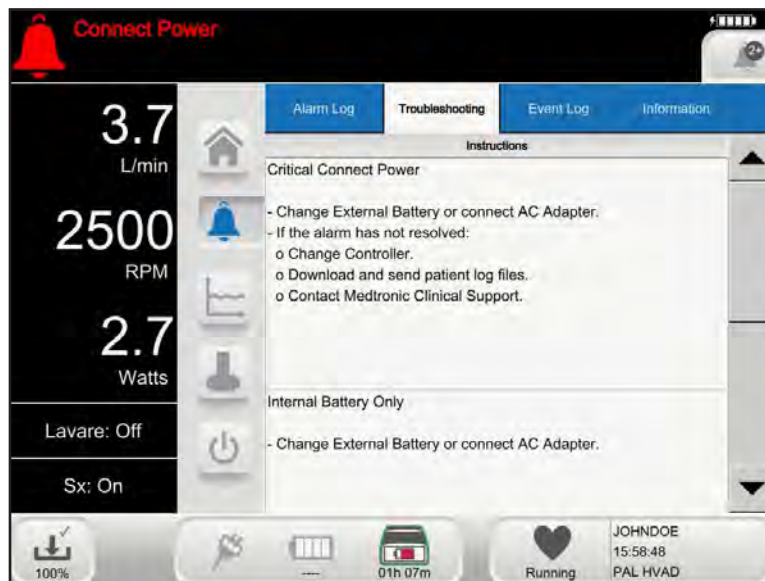 Connect Power
2+
3.7
L/min
2500
RPM
2.7
Watts
Lavare: Off
Sx: On
Alarm Log
Troubleshooting
Event Log
Information
Instructions
Critical Connect Power
- Change External Battery or connect AC Adapter.
- If the alarm has not resolved:
o Change Controller.
o Download and send patient log files.
o Contact Medtronic Clinical Support.
Internal Battery Only
- Change External Battery or connect AC Adapter.
100%
----
01h 07m
Running
JOHNDOE
15:58:48
PAL HVAD